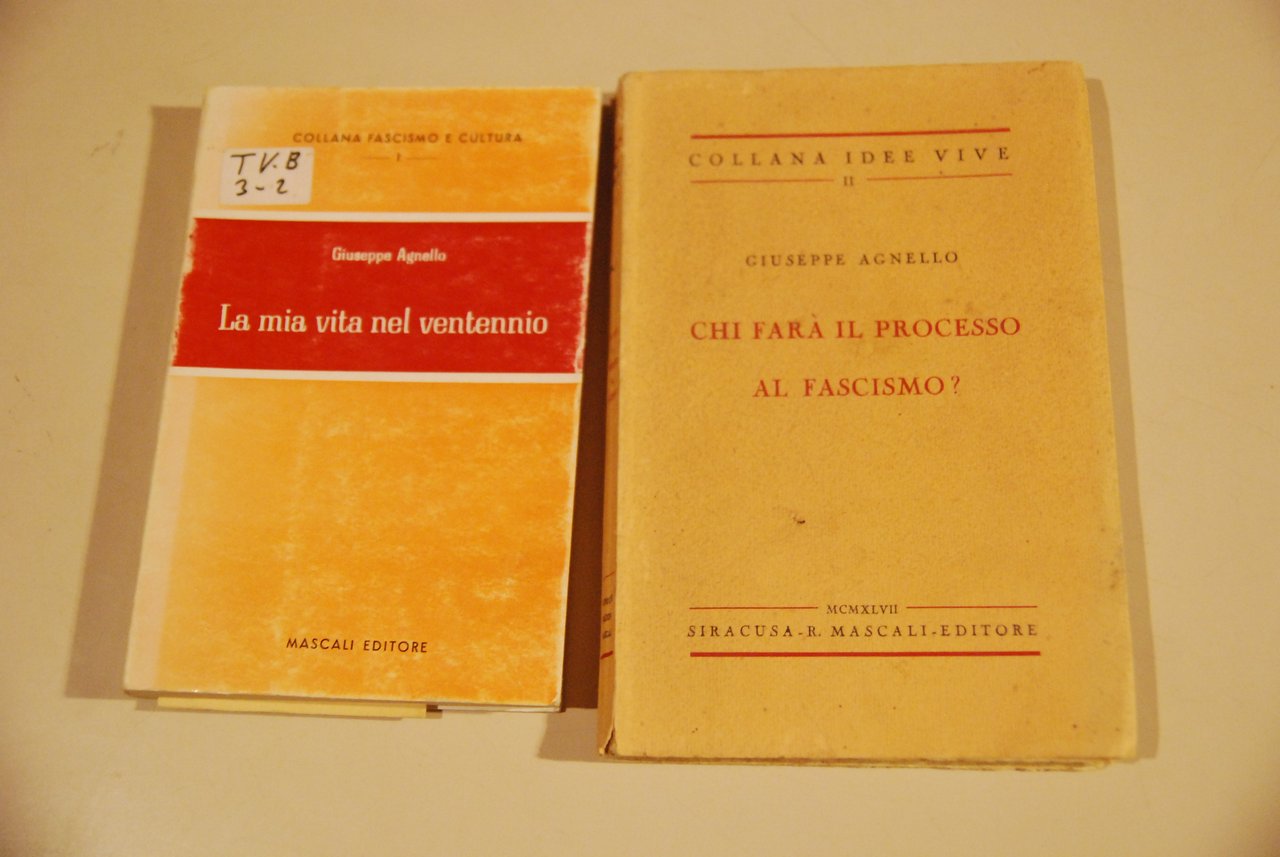 COLLANA FASCISMO E CULTURA
TV.B
3-2
Giuseppe Agnello
La mia vita nel ventennio
MASCALI EDITORE
COLLANA IDEE VIVE
II
GIUSEPPE AGNELLO
CHI FARÀ IL PROCESSO
AL FASCISMO?
MCMXLVII
SIRACUSA-R. MASCALI-EDITORE